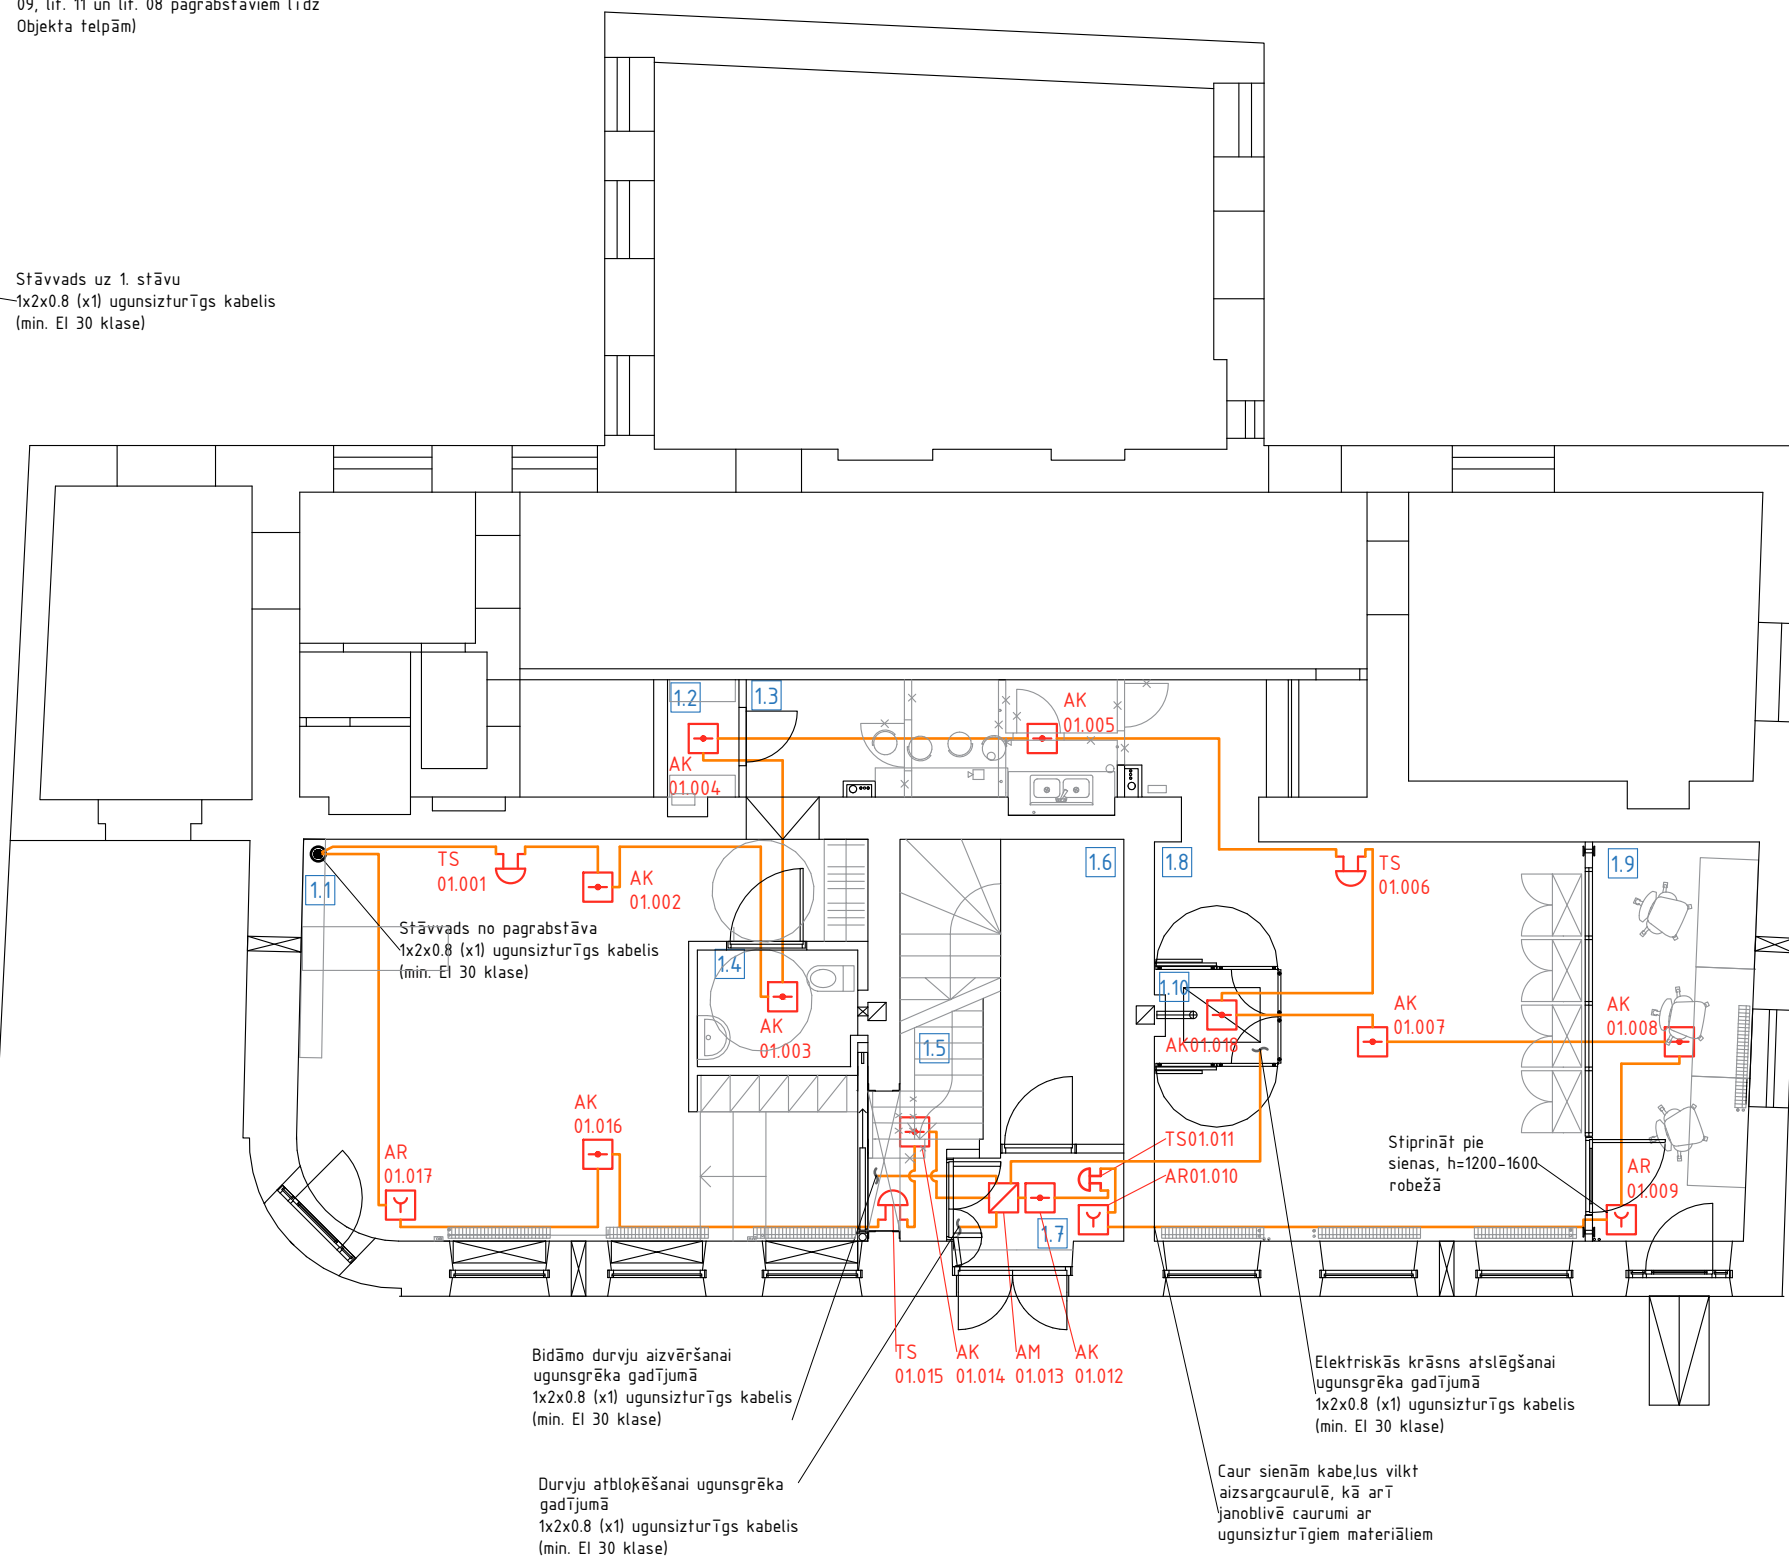 09, lit. 11 un lit. 08 pagrabstāviem līdz
Objekta telpām)
Stāvvads uz 1. stāvu
1x2x0.8 (x1) ugunsizturīgs kabelis
(min. EI 30 klase)
1.2
1.3
AK
01.005
AK
01.004
TS
01.001
AK
01.002
1.1
1.6
1.8
TS
01.006
1.9
Stāvvads no pagrabstāva
1x2x0.8 (x1) ugunsizturīgs kabelis
(min. EI 30 klase)
1.4
AK
01.003
1.5
1.10
AK01.018
AK
01.007
AK
01.008
AK
01.016
AR
01.017
TS01.011
AR01.010
1.7
Stiprināt pie
sienas, h=1200-1600
robežā
AR
01.009
TS
01.015
AK
01.014
AM
01.013
AK
01.012
Bidāmo durvju aizvēršanai
ugunsgrēka gadījumā
1x2x0.8 (x1) ugunsizturīgs kabelis
(min. EI 30 klase)
Elektriskās krāsns atslēgšanai
ugunsgrēka gadījumā
1x2x0.8 (x1) ugunsizturīgs kabelis
(min. EI 30 klase)
Durvju atbloķēšanai ugunsgrēka
gadījumā
1x2x0.8 (x1) ugunsizturīgs kabelis
(min. EI 30 klase)
Caur sienām kabeļus vilkt
aizsargcaurulē, kā arī
janoblīvē caurumi ar
ugunsizturīgiem materiāliem